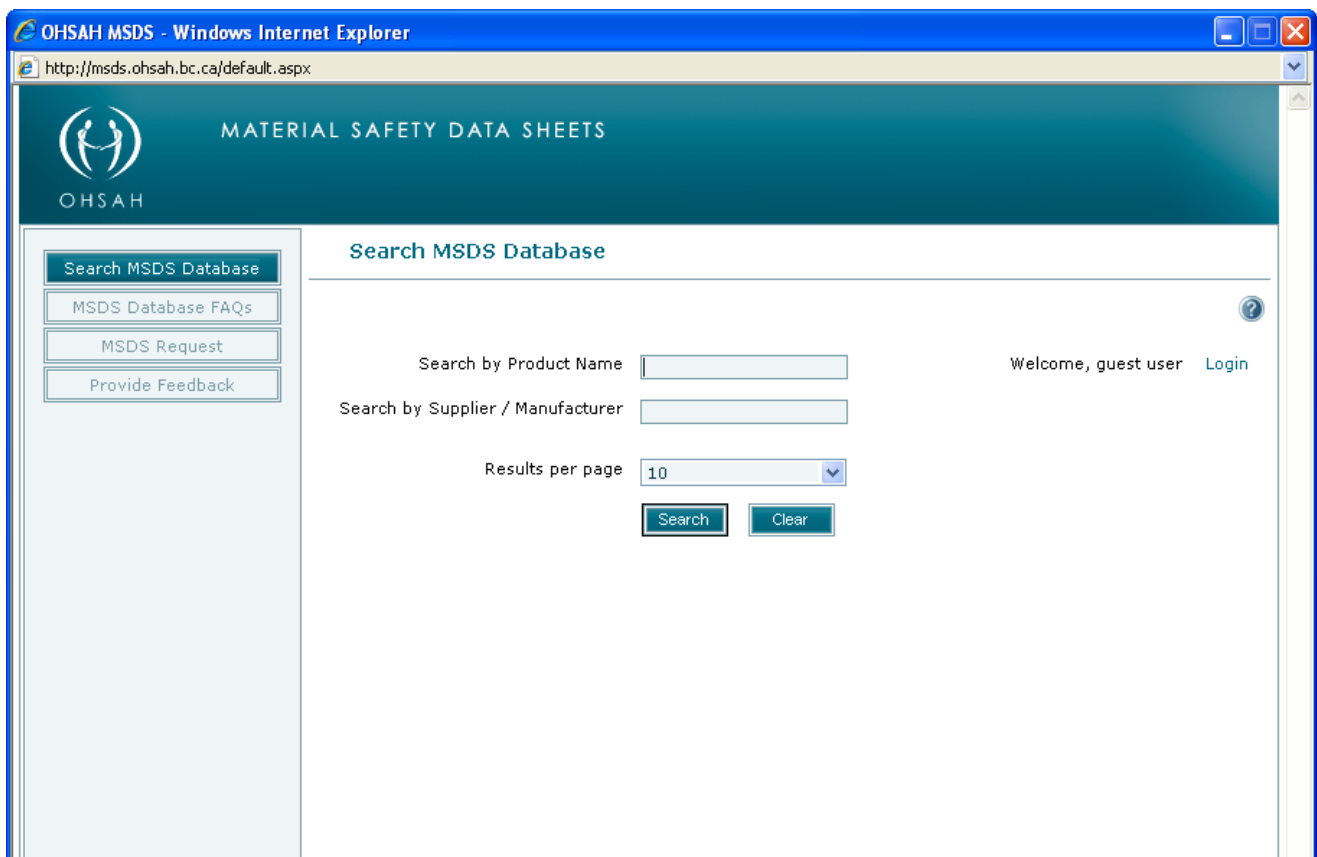 OHSAH MSDS - Windows Internet Explorer
http://msds.ohsah.bc.ca/default.aspx
MATERIAL SAFETY DATA SHEETS
OHSAH
Search MSDS Database
MSDS Database FAQs
MSDS Request
Provide Feedback
Search MSDS Database
?
Search by Product Name
Welcome, guest user Login
Search by Supplier / Manufacturer
Results per page 10
Search Clear